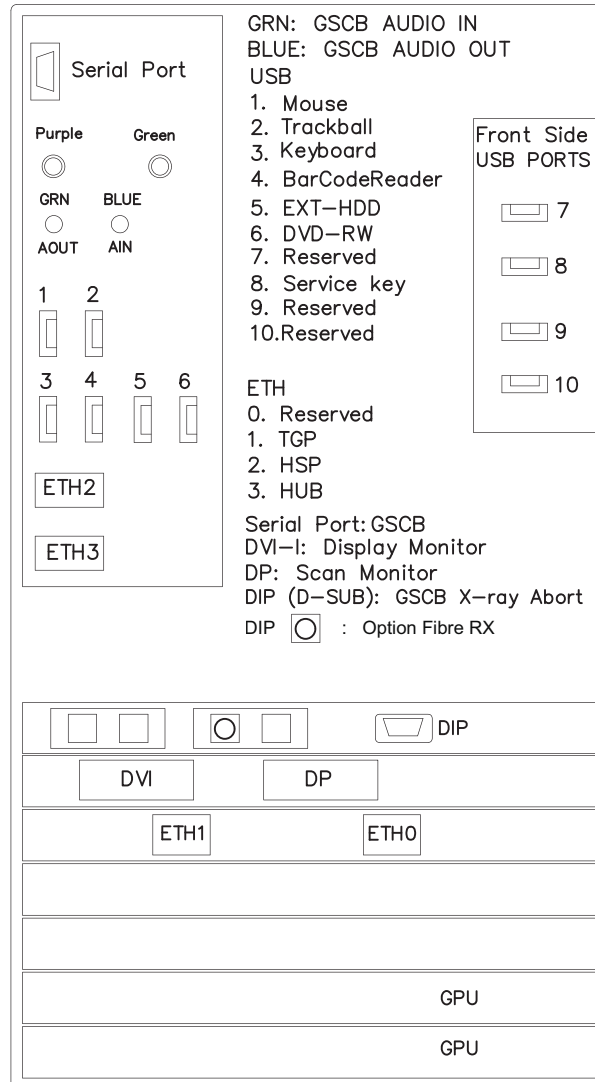 Serial Port
Purple Green
GRN BLUE
AOUT AIN
1 2
3 4 5 6
ETH2
ETH3
GRN: GSCB AUDIO IN
BLUE: GSCB AUDIO OUT
USB
1. Mouse
2. Trackball
3. Keyboard
4. BarCodeReader
5. EXT-HDD
6. DVD-RW
7. Reserved
8. Service key
9. Reserved
10.Reserved
ETH
0. Reserved
1. TGP
2. HSP
3. HUB
Serial Port: GSCB
DVI-I: Display Monitor
DP: Scan Monitor
DIP (D-SUB): GSCB X-ray Abort
DIP : Option Fibre RX
Front Side
USB PORTS
7
8
9
10
DIP
DVI DP
ETH1 ETH0
GPU
GPU